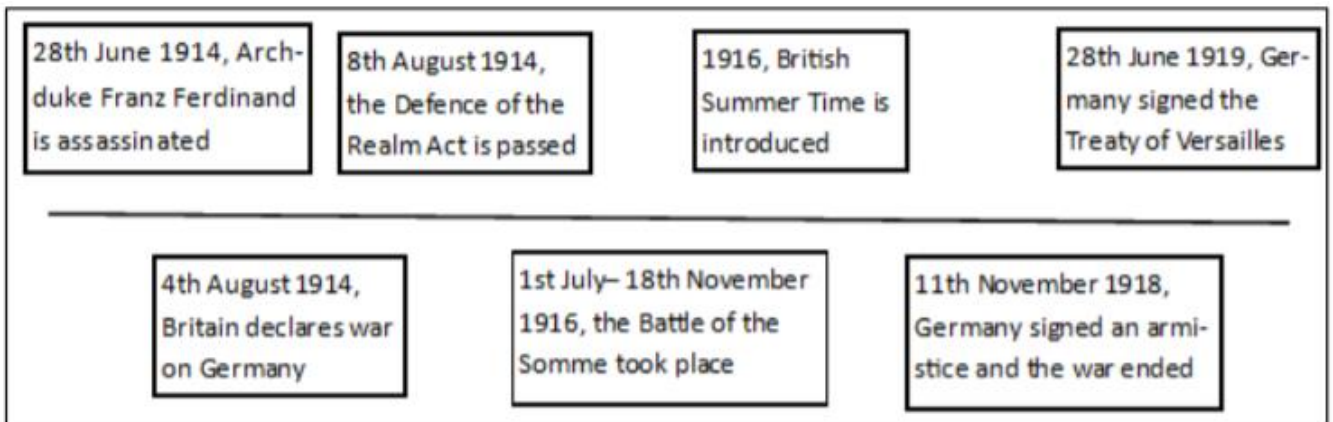 28th June 1914, Arch-
duke Franz Ferdinand
is assassinated
8th August 1914,
the Defence of the
Realm Act is passed
1916, British
Summer Time is
introduced
28th June 1919, Ger-
many signed the
Treaty of Versailles
4th August 1914,
Britain declares war
on Germany
1st July– 18th November
1916, the Battle of the
Somme took place
11th November 1918,
Germany signed an armi-
stice and the war ended